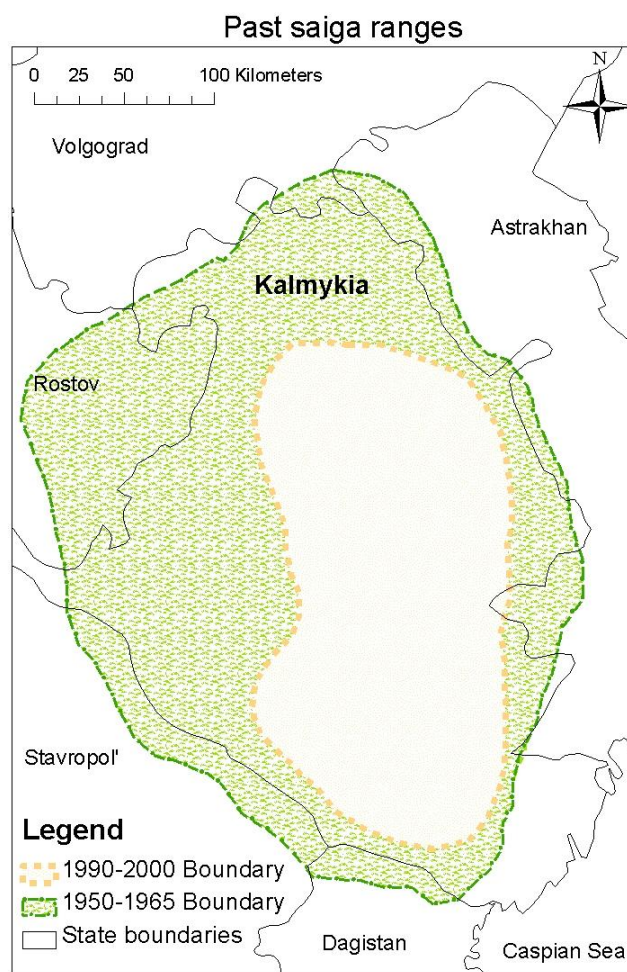 Past saiga ranges
0 25 50 100 Kilometers
N
Volgograd
Astrakhan
Kalmykia
Rostov
Stavropol'
Legend
1990-2000 Boundary
1950-1965 Boundary
State boundaries
Dagistan
Caspian Sea